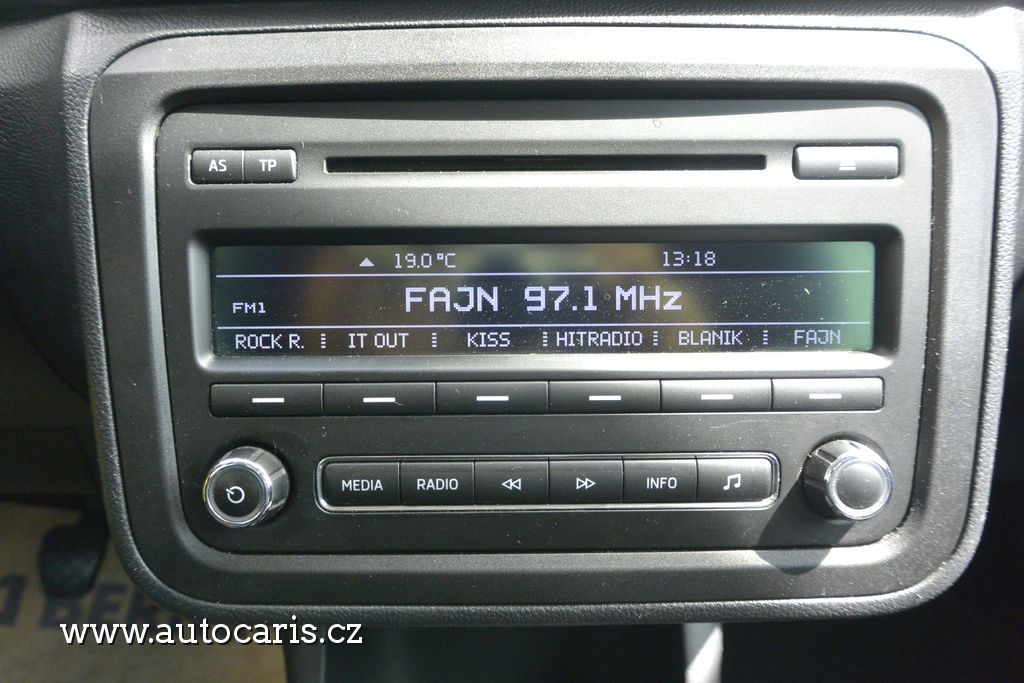 AS TP
19.0 °C 13:18
FM1 FAJN 97.1 MHz
ROCK R. IT OUT KISS HITRADIO BLANIK FAJN
MEDIA RADIO INFO
BER
www.autocaris.cz